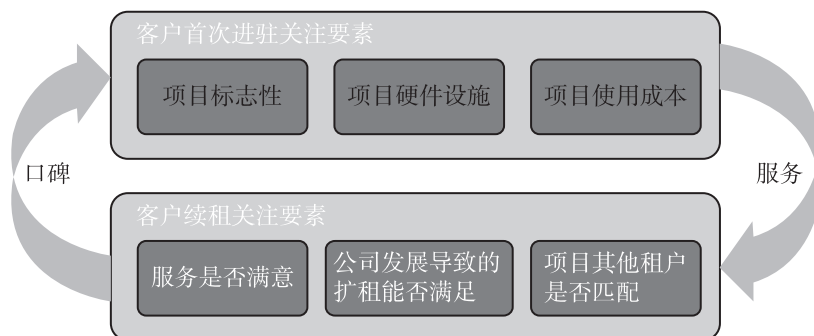 客户首次进驻关注要素
项目标志性
项目硬件设施
项目使用成本
口碑
服务
客户续租关注要素
服务是否满意
公司发展导致的
扩租能否满足
项目其他租户
是否匹配